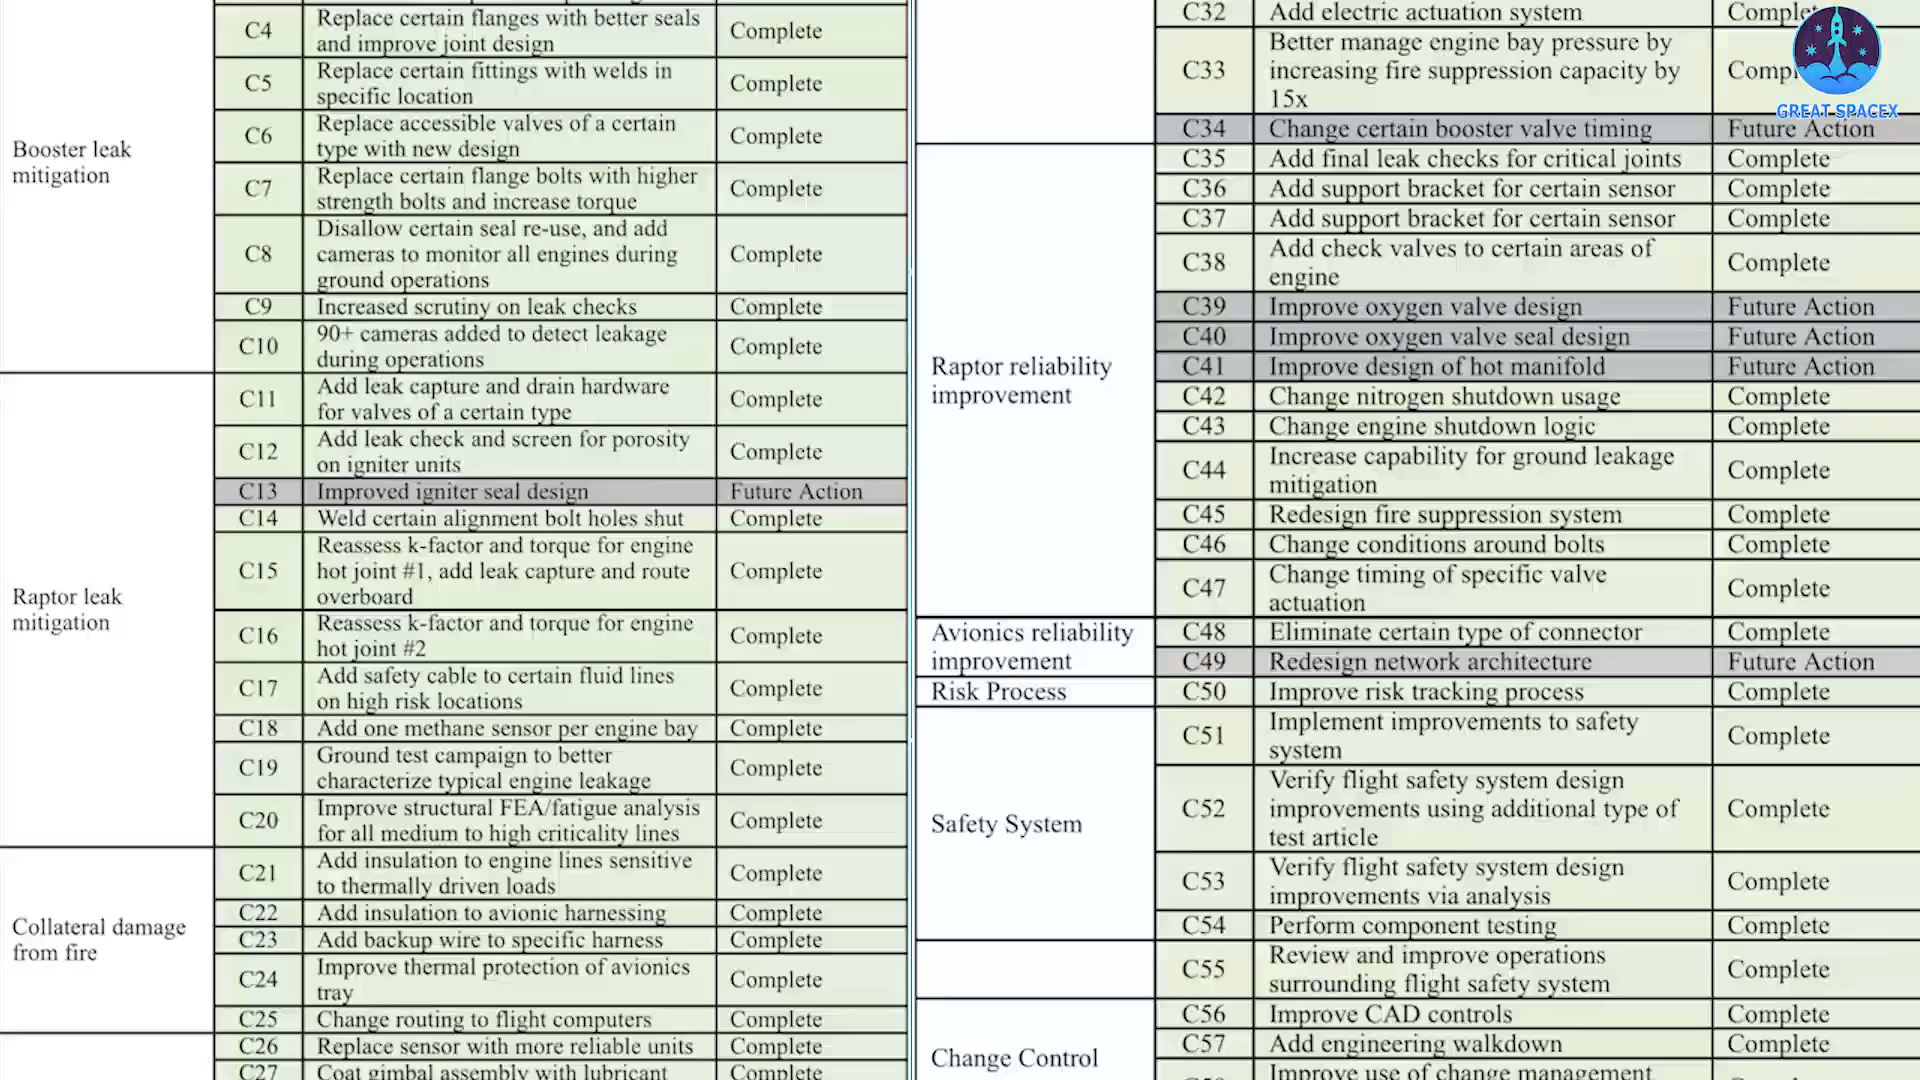 C4
Replace certain flanges with better seals
and improve joint design
Complete
C5
Replace certain fittings with welds in
specific location
Complete
Booster leak
mitigation
C6
Replace accessible valves of a certain
type with new design
Complete
C7
Replace certain flange bolts with higher
strength bolts and increase torque
Complete
C8
Disallow certain seal re-use, and add
cameras to monitor all engines during
ground operations
Complete
C9
Increased scrutiny on leak checks
Complete
C10
90+ cameras added to detect leakage
during operations
Complete
Raptor leak
mitigation
C11
Add leak capture and drain hardware
for valves of a certain type
Complete
C12
Add leak check and screen for porosity
on igniter units
Complete
C13
Improved igniter seal design
Future Action
C14
Weld certain alignment bolt holes shut
Complete
C15
Reassess k-factor and torque for engine
hot joint #1, add leak capture and route
overboard
Complete
C16
Reassess k-factor and torque for engine
hot joint #2
Complete
C17
Add safety cable to certain fluid lines
on high risk locations
Complete
C18
Add one methane sensor per engine bay
Complete
C19
Ground test campaign to better
characterize typical engine leakage
Complete
C20
Improve structural FEA/fatigue analysis
for all medium to high criticality lines
Complete
Collateral damage
from fire
C21
Add insulation to engine lines sensitive
to thermally driven loads
Complete
C22
Add insulation to avionic harnessing
Complete
C23
Add backup wire to specific harness
Complete
C24
Improve thermal protection of avionics
tray
Complete
C25
Change routing to flight computers
Complete
C26
Replace sensor with more reliable units
Complete
C27
Coat gimbal assembly with lubricant
Complete
C32
Add electric actuation system
Complete
C33
Better manage engine bay pressure by
increasing fire suppression capacity by
15x
GREAT SPACEX
C34
Change certain booster valve timing
Future Action
Raptor reliability
improvement
C35
Add final leak checks for critical joints
Complete
C36
Add support bracket for certain sensor
Complete
C37
Add support bracket for certain sensor
Complete
C38
Add check valves to certain areas of
engine
Complete
C39
Improve oxygen valve design
Future Action
C40
Improve oxygen valve seal design
Future Action
C41
Improve design of hot manifold
Future Action
C42
Change nitrogen shutdown usage
Complete
C43
Change engine shutdown logic
Complete
C44
Increase capability for ground leakage
mitigation
Complete
C45
Redesign fire suppression system
Complete
C46
Change conditions around bolts
Complete
C47
Change timing of specific valve
actuation
Complete
Avionics reliability
improvement
C48
Eliminate certain type of connector
Complete
C49
Redesign network architecture
Future Action
Risk Process
C50
Improve risk tracking process
Complete
Safety System
C51
Implement improvements to safety
system
Complete
C52
Verify flight safety system design
improvements using additional type of
test article
Complete
C53
Verify flight safety system design
improvements via analysis
Complete
C54
Perform component testing
Complete
C55
Review and improve operations
surrounding flight safety system
Complete
Change Control
C56
Improve CAD controls
Complete
C57
Add engineering walkdown
Complete
Improve use of change management